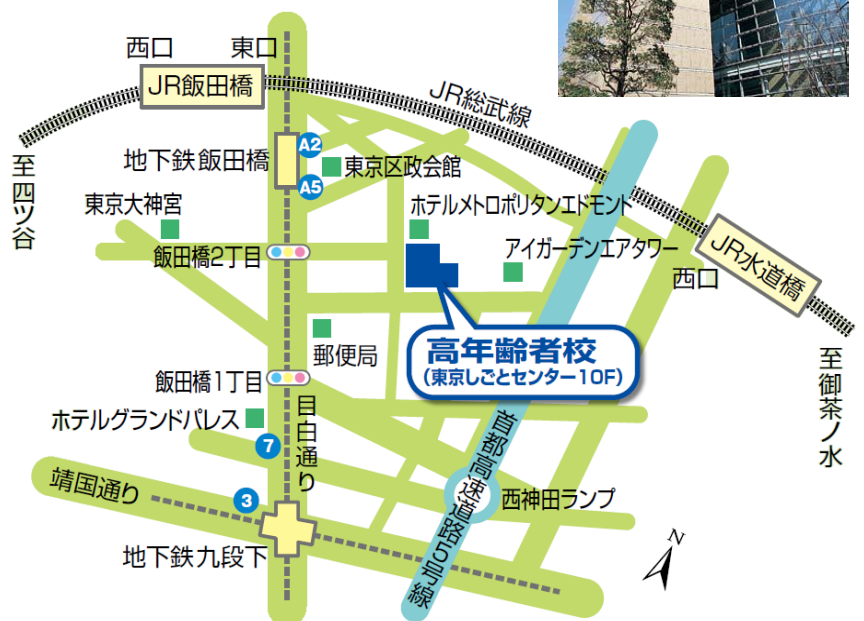 西口
東口
JR飯田橋
JR総武線
至四ツ谷
地下鉄飯田橋
A2
A5
東京区政会館
東京大神宮
ホテルメトロポリタンエドモント
飯田橋2丁目
アイガーデンエアタワー
西口
JR水道橋
至御茶ノ水
高年齢者校
(東京しごとセンター10F)
郵便局
飯田橋1丁目
ホテルグランドパレス
目白通り
7
首都高速道路5号線
靖国通り
3
西神田ランプ
地下鉄九段下
N